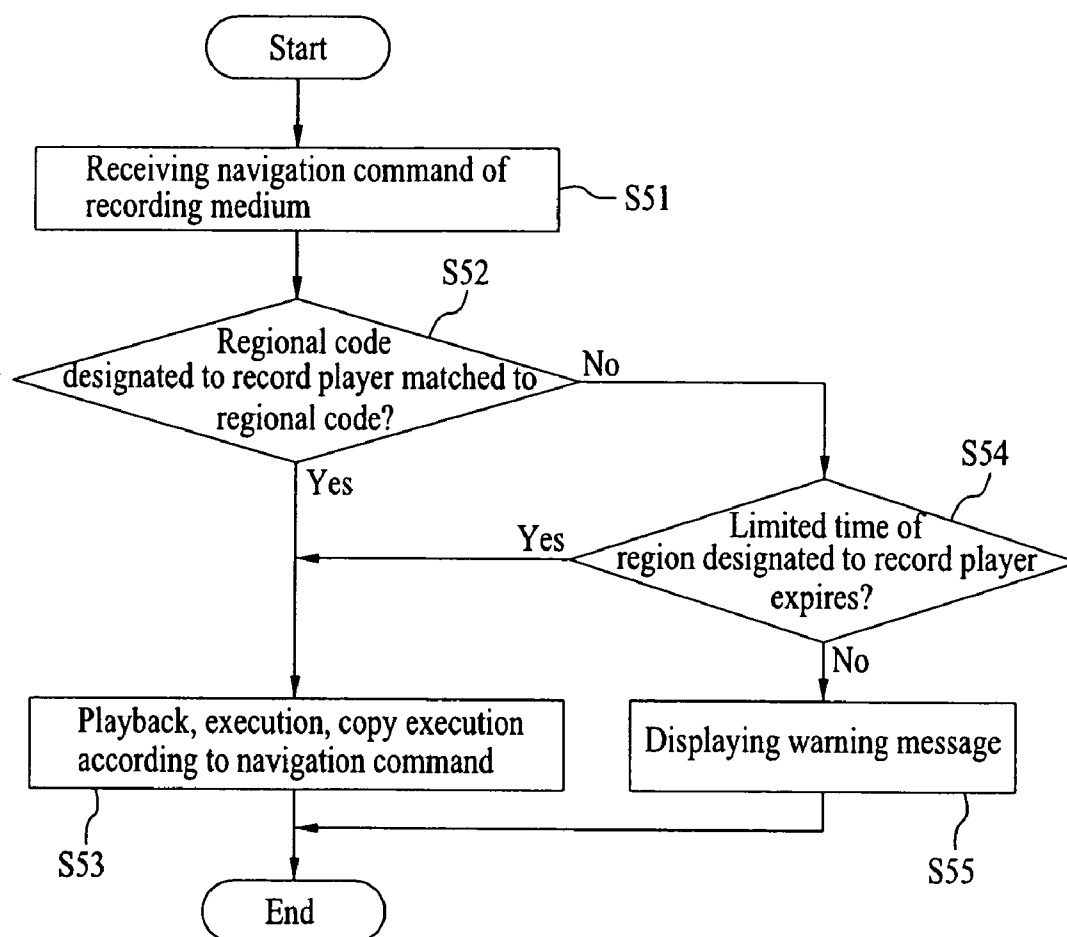 Start
Receiving navigation command of
recording medium
S51
S52
Regional code
designated to record player matched to
regional code?
No
Yes
S54
Limited time of
region designated to record player
expires?
Yes
No
Playback, execution, copy execution
according to navigation command
Displaying warning message
S53
S55
End